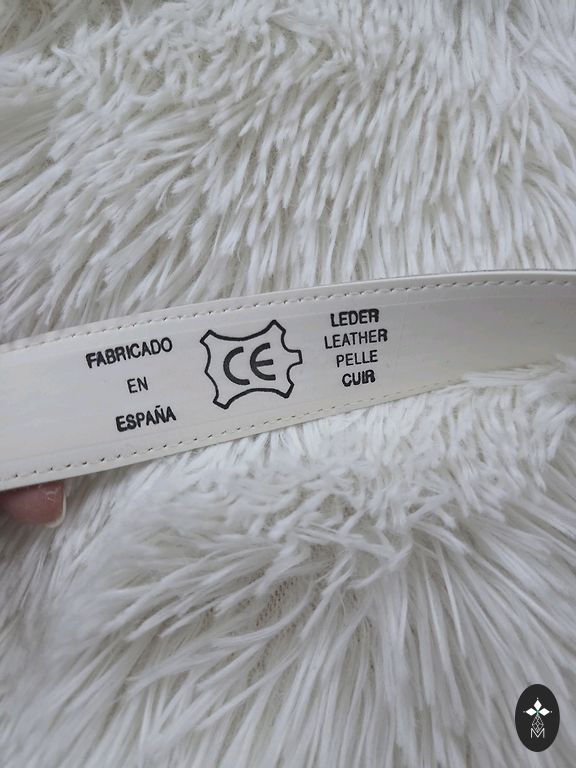 FABRICADO
EN
ESPAÑA
CE
LEDER
LEATHER
PELLE
CUIR
M